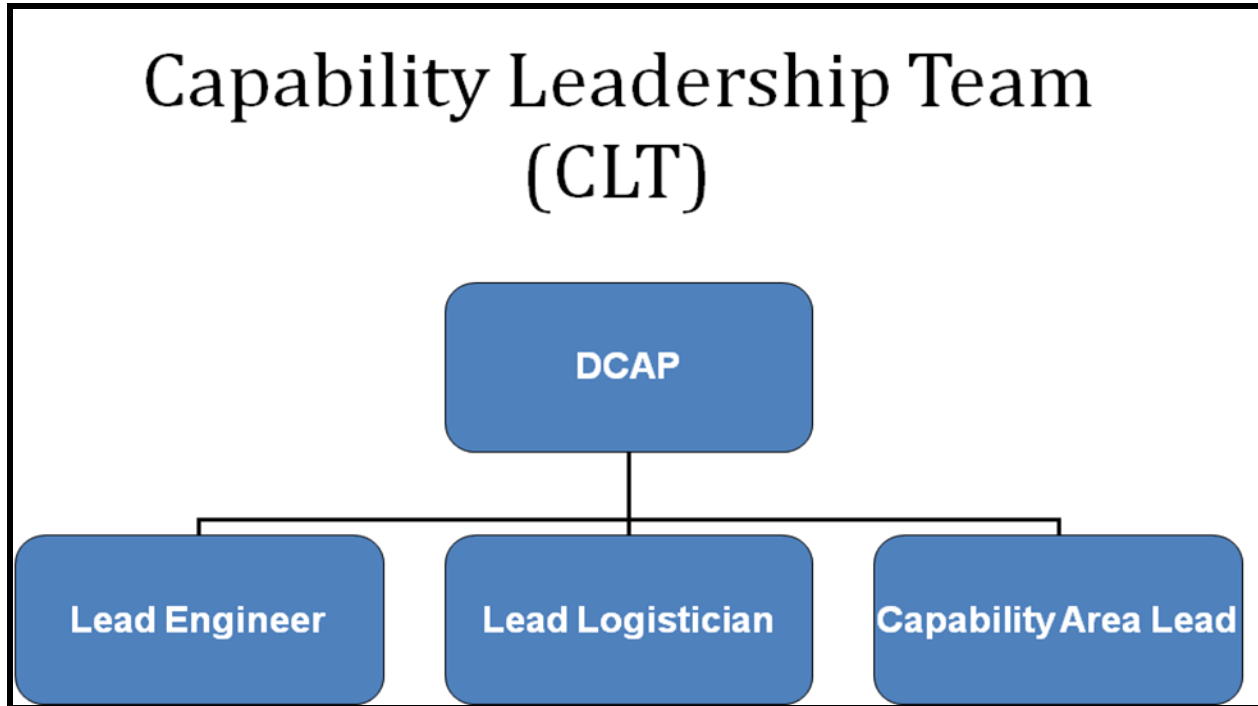 Capability Leadership Team
(CLT)
DCAP
Lead Engineer
Lead Logistician
Capability Area Lead